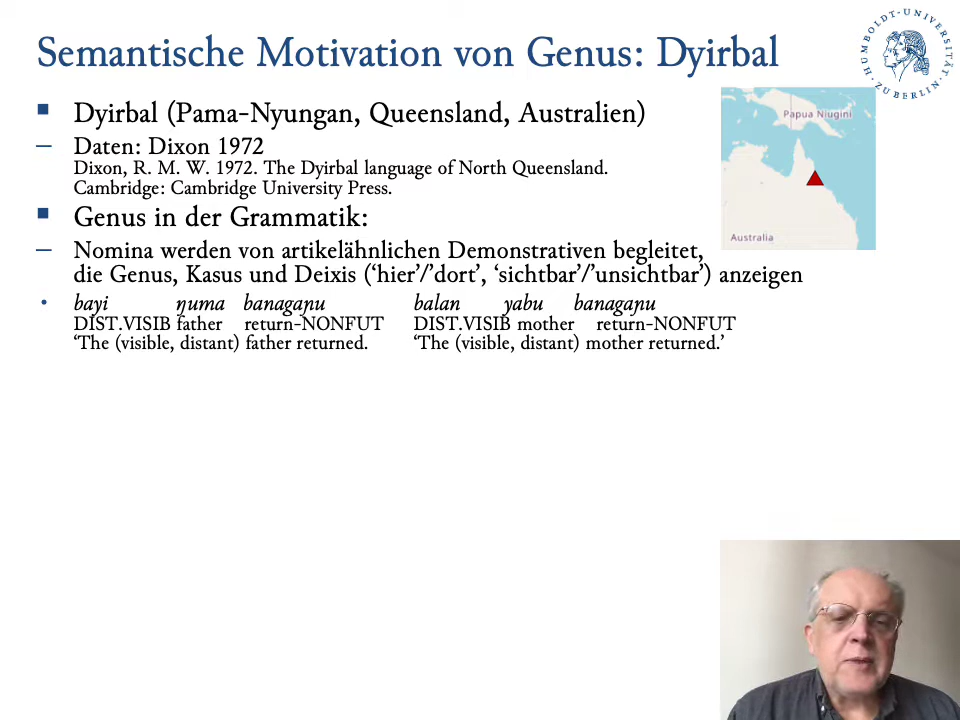 Semantische Motivation von Genus: Dyirbal
HUMBOLDT-UNIVERSITÄT ZU BERLIN
Dyirbal (Pama-Nyungan, Queensland, Australien)
Papua Niugini
Australia
– Daten: Dixon 1972
Dixon, R. M. W. 1972. The Dyirbal language of North Queensland.
Cambridge: Cambridge University Press.
Genus in der Grammatik:
– Nomina werden von artikelähnlichen Demonstrativen begleitet,
die Genus, Kasus und Deixis (‘hier’/’dort’, ‘sichtbar’/’unsichtbar’) anzeigen
• bayi ŋuma banagaɲu balan yabu banagaɲu
DIST.VISIB father return-NONFUT DIST.VISIB mother return-NONFUT
‘The (visible, distant) father returned. ‘The (visible, distant) mother returned.’